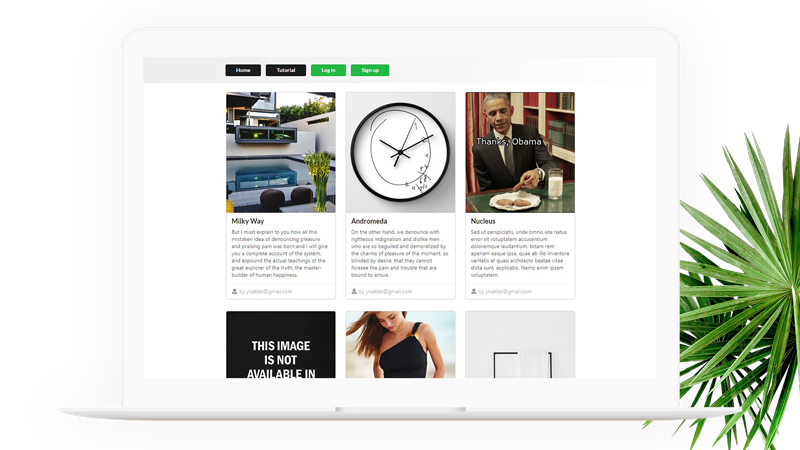 Home Tutorial Log in Sign up
Thanks, Obama
Milky Way
But I must explain to you how all this
mistaken idea of denouncing pleasure
and praising pain was born and I will give
you a complete account of the system,
and expound the actual teachings of the
great explorer of the truth, the master-
builder of human happiness.
by ynakles@gmail.com
Andromeda
On the other hand, we denounce with
righteous indignation and dislike men
who are so beguiled and demoralized by
the charms of pleasure of the moment, so
blinded by desire, that they cannot
foresee the pain and trouble that are
bound to ensue.
by ynakles@gmail.com
Nucleus
Sed ut perspiciatis, unde omnis iste natus
error sit voluptatem accusantium
doloremque laudantium, totam rem
aperiam eaque ipsa, quae ab illo inventore
veritatis et quasi architecto beatae vitae
dicta sunt, explicabo. Nemo enim ipsam
voluptatem.
by ynakles@gmail.com
THIS IMAGE
IS NOT
AVAILABLE IN